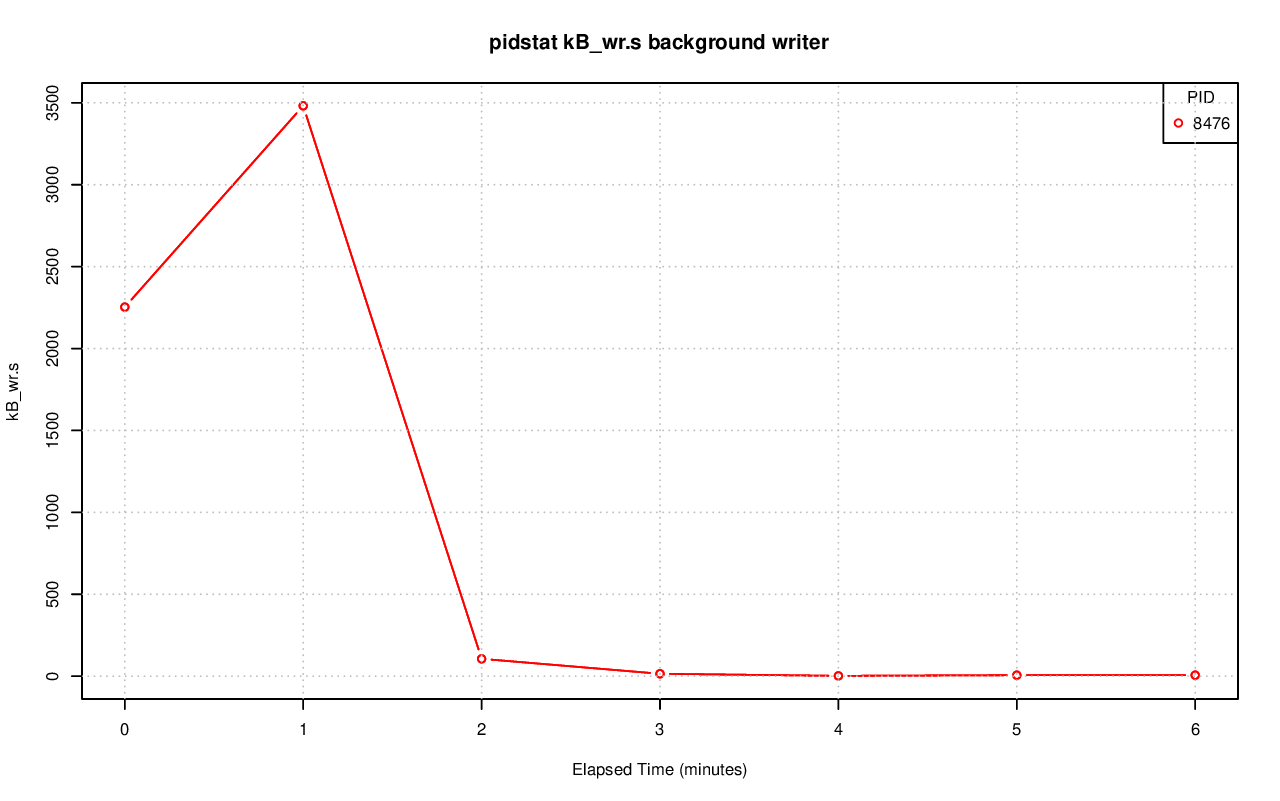 pidstat kB_wr.s background writer
PID
8476
kB_wr.s
3500
3000
2500
2000
1500
1000
500
0
0 1 2 3 4 5 6
Elapsed Time (minutes)